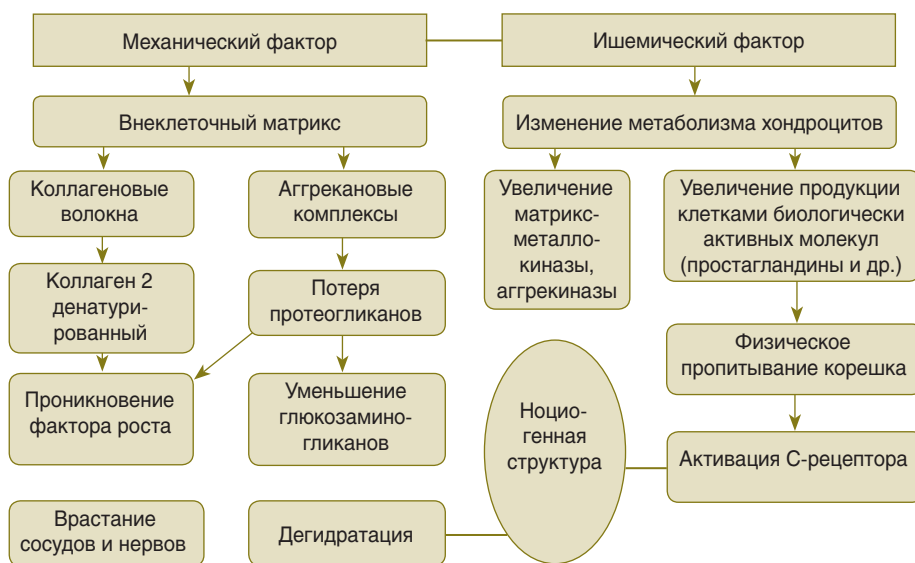 Механический фактор
Ишемический фактор
Внеклеточный матрикс
Изменение метаболизма хондроцитов
Коллагеновые
волокна
Аггрекановые
комплексы
Увеличение
матрикс-
металло-
киназы,
аггрекиназы
Увеличение продукции
клетками биологически
активных молекул
(простагландины и др.)
Коллаген 2
денатури-
рованный
Потеря
протеогликанов
Физическое
пропитывание корешка
Проникновение
фактора роста
Уменьшение
глюкозамино-
гликанов
Ноцио-
генная
структура
Активация С-рецептора
Врастание
сосудов и нервов
Дегидратация